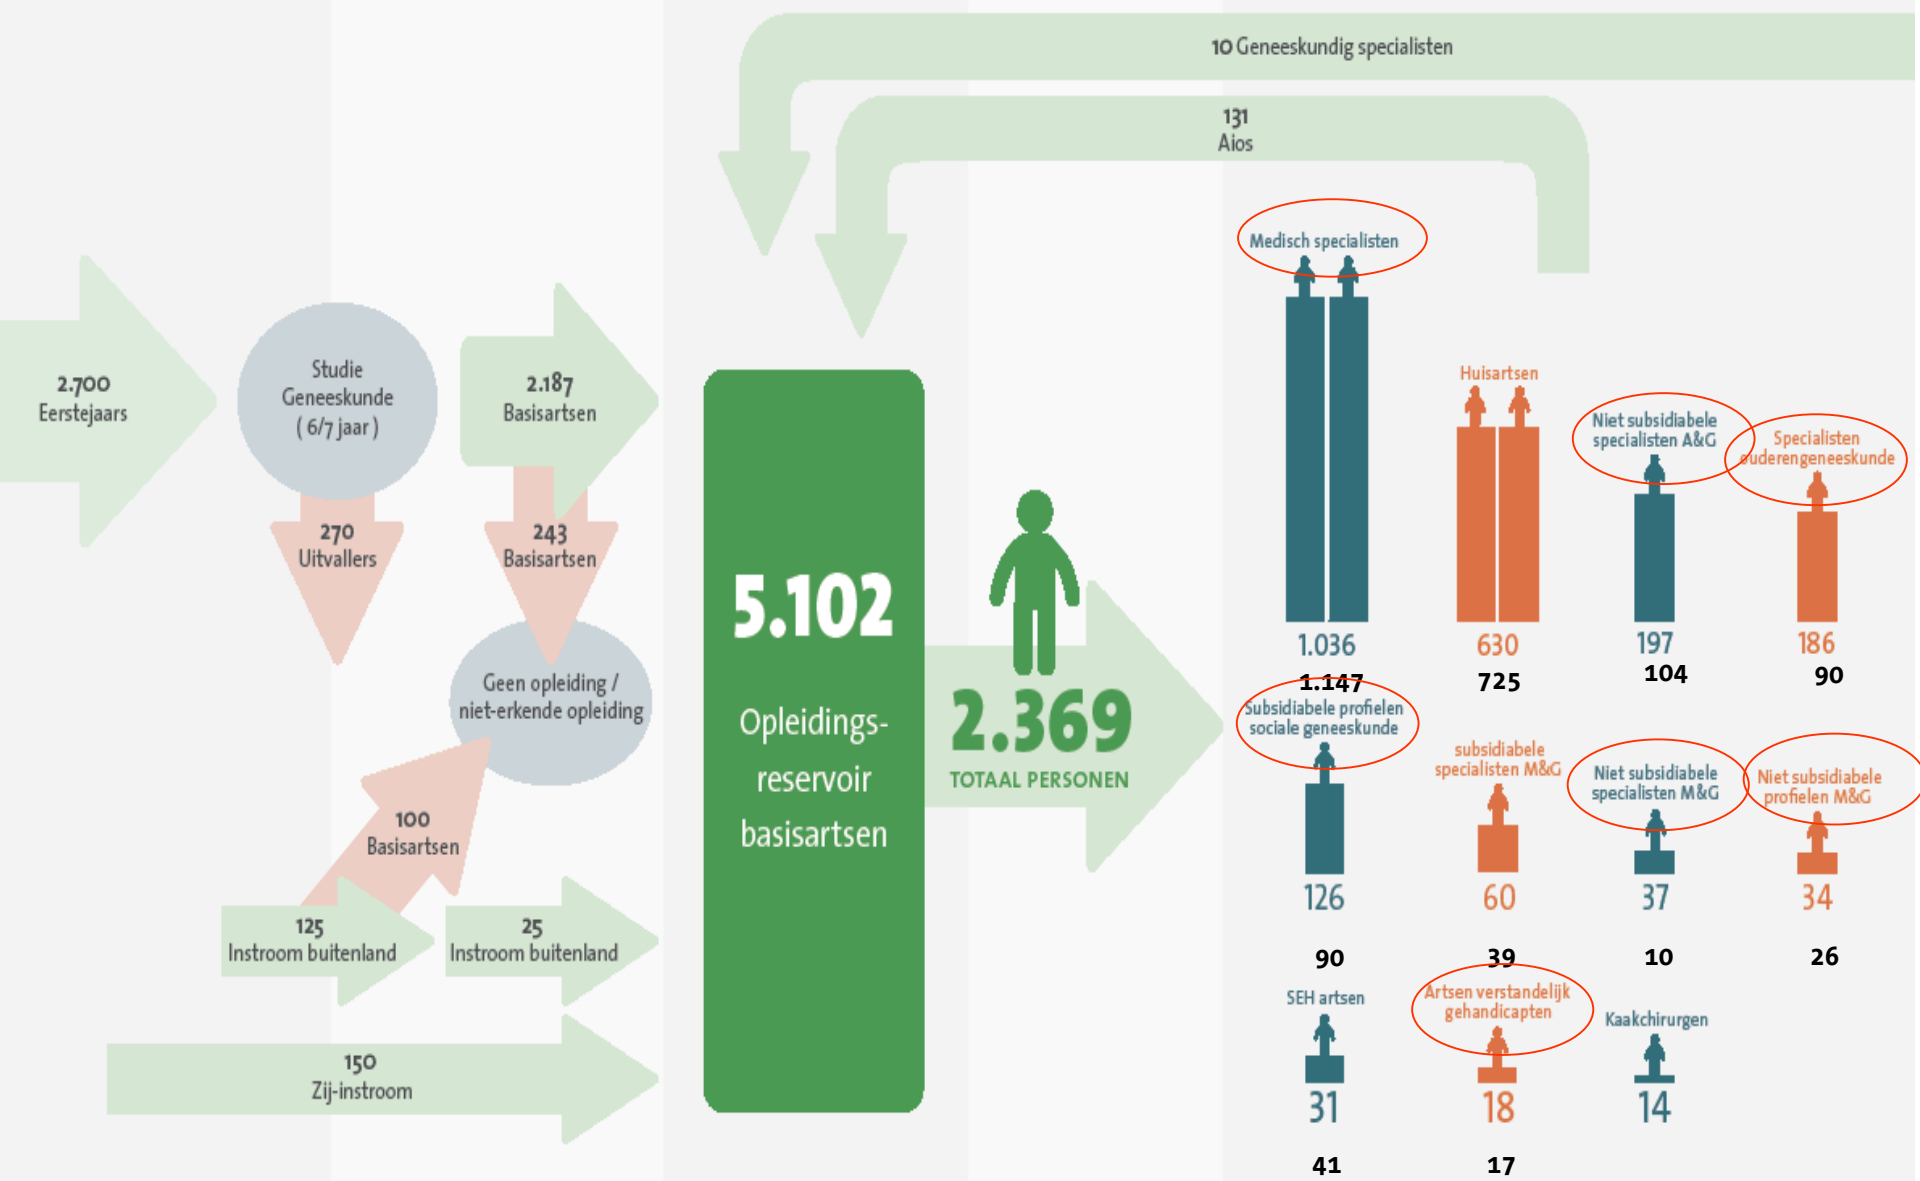 10 Geneeskundig specialisten
131
Aios
2.700
Eerstejaars
Studie
Geneeskunde
( 6/7 jaar )
2.187
Basisartsen
270
Uitvallers
243
Basisartsen
Geen opleiding /
niet-erkende opleiding
100
Basisartsen
125
Instroom buitenland
25
Instroom buitenland
150
Zij-instroom
5.102
Opleidings-
reservoir
basisartsen
2.369
TOTAAL PERSONEN
Medisch specialisten
1.036
1.147
Huisartsen
630
725
Niet subsidiabele
specialisten A&G
197
104
Specialisten
ouderengeneeskunde
186
90
Subsidiabele profielen
sociale geneeskunde
126
90
subsidiabele
specialisten M&G
60
39
Niet subsidiabele
specialisten M&G
37
10
Niet subsidiabele
profielen M&G
34
26
SEH artsen
31
41
Artsen verstandelijk
gehandicapten
18
17
Kaakchirurgen
14